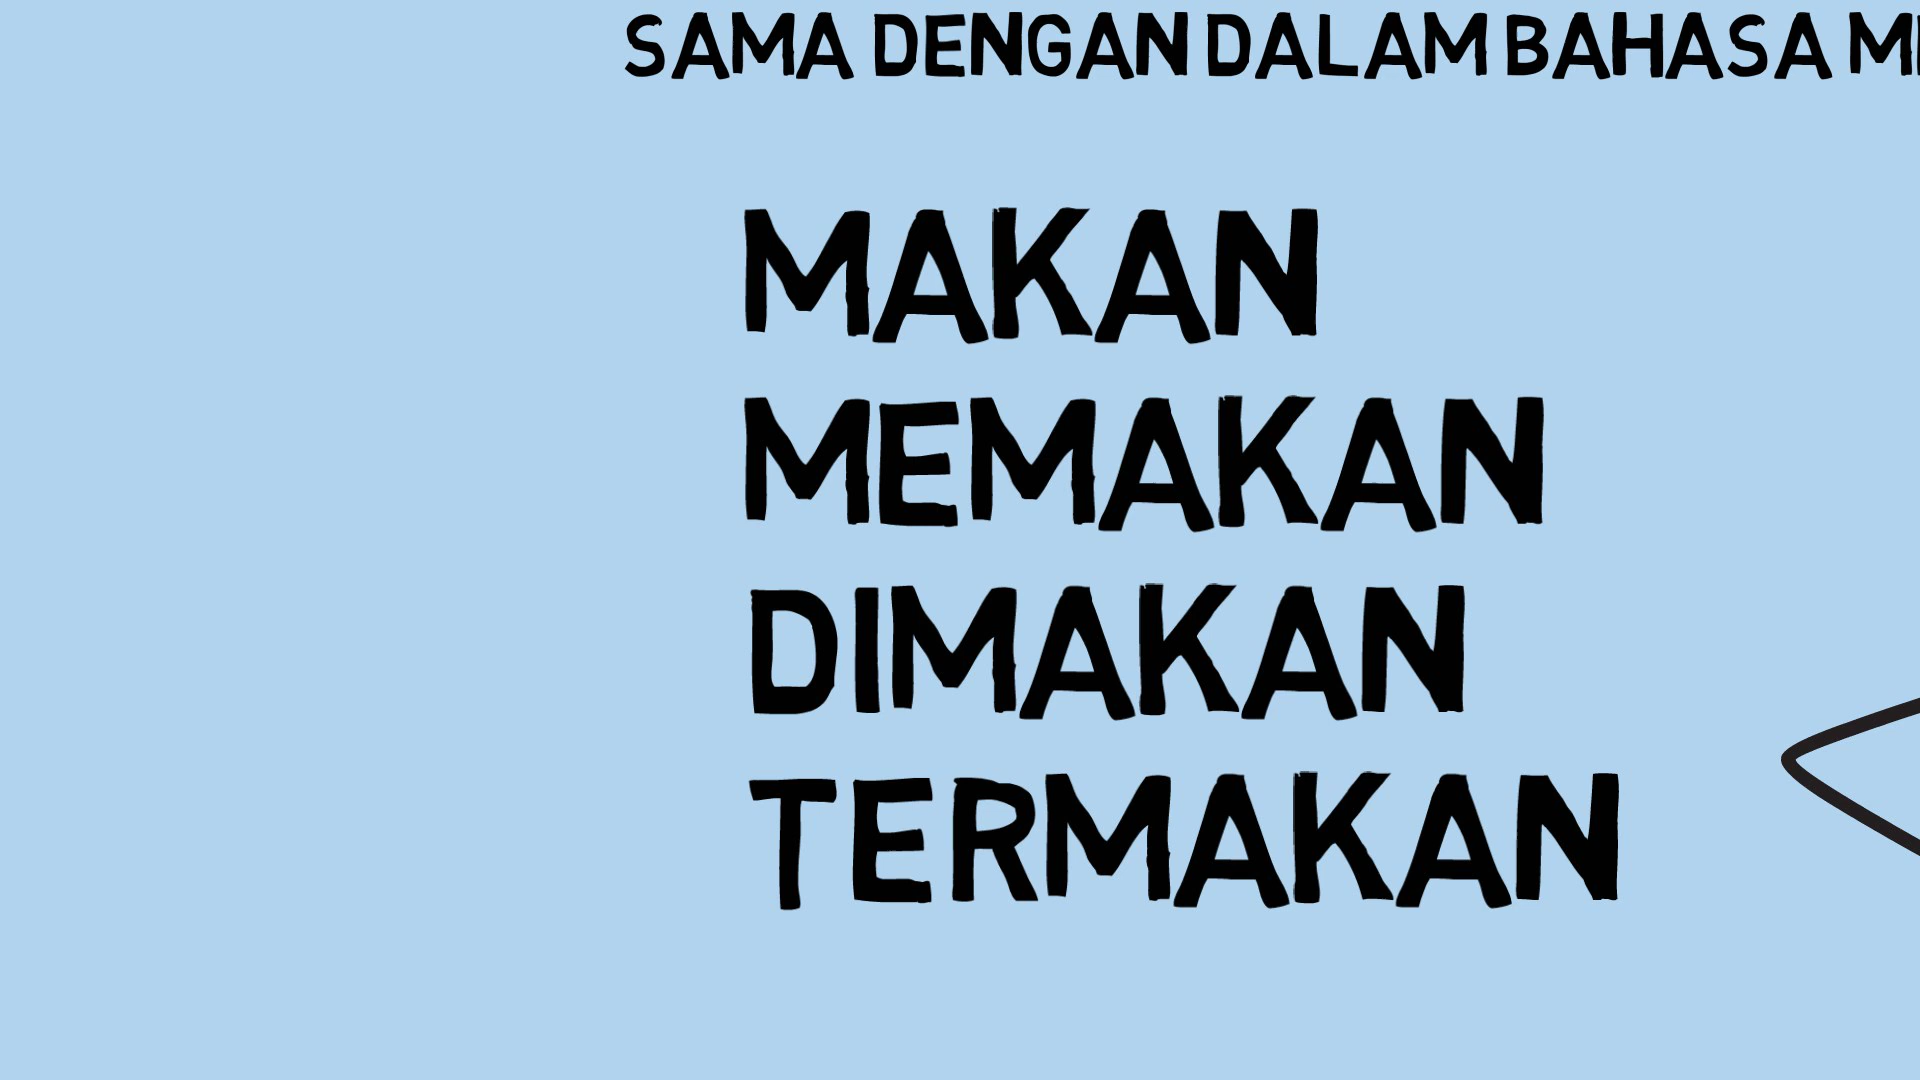 SAMA DENGAN DALAM BAHASA
MAKAN
MEMAKAN
DIMAKAN
TERMAKAN